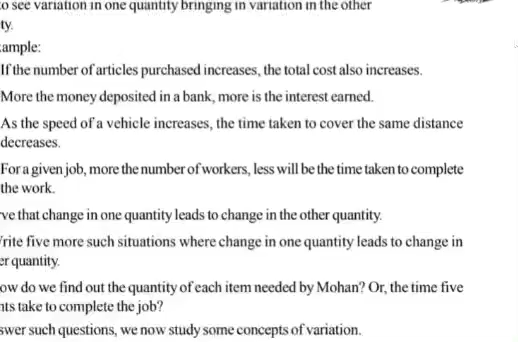 o see variation in one quantity bringing in variation in the other
ty.
ample:
If the number of articles purchased increases, the total cost also increases.
More the money deposited in a bank, more is the interest earned.
As the speed of a vehicle increases, the time taken to cover the same distance
decreases.
For a given job, more the number of workers, less will be the time taken to complete
the work.
ve that change in one quantity leads to change in the other quantity.
rite five more such situations where change in one quantity leads to change in
er quantity.
ow do we find out the quantity of each item needed by Mohan? Or, the time five
nts take to complete the job?
swer such questions, we now study some concepts of variation.